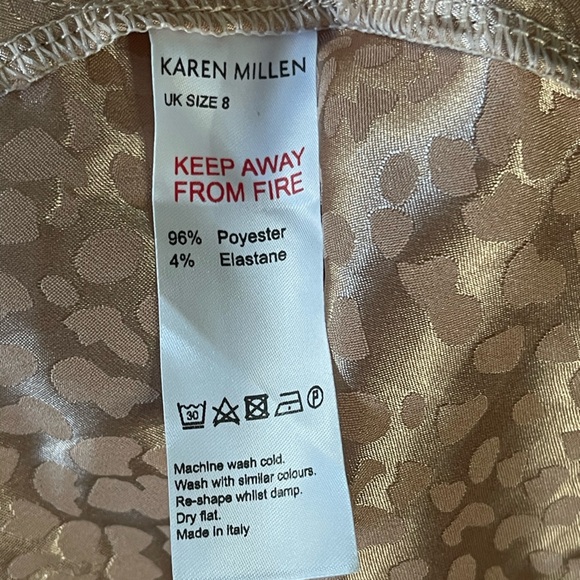 KAREN MILLEN
UK SIZE 8
KEEP AWAY
FROM FIRE
96% Poyester
4% Elastane
30 P
Machine wash cold.
Wash with similar colours.
Re-shape whilst damp.
Dry flat.
Made in Italy